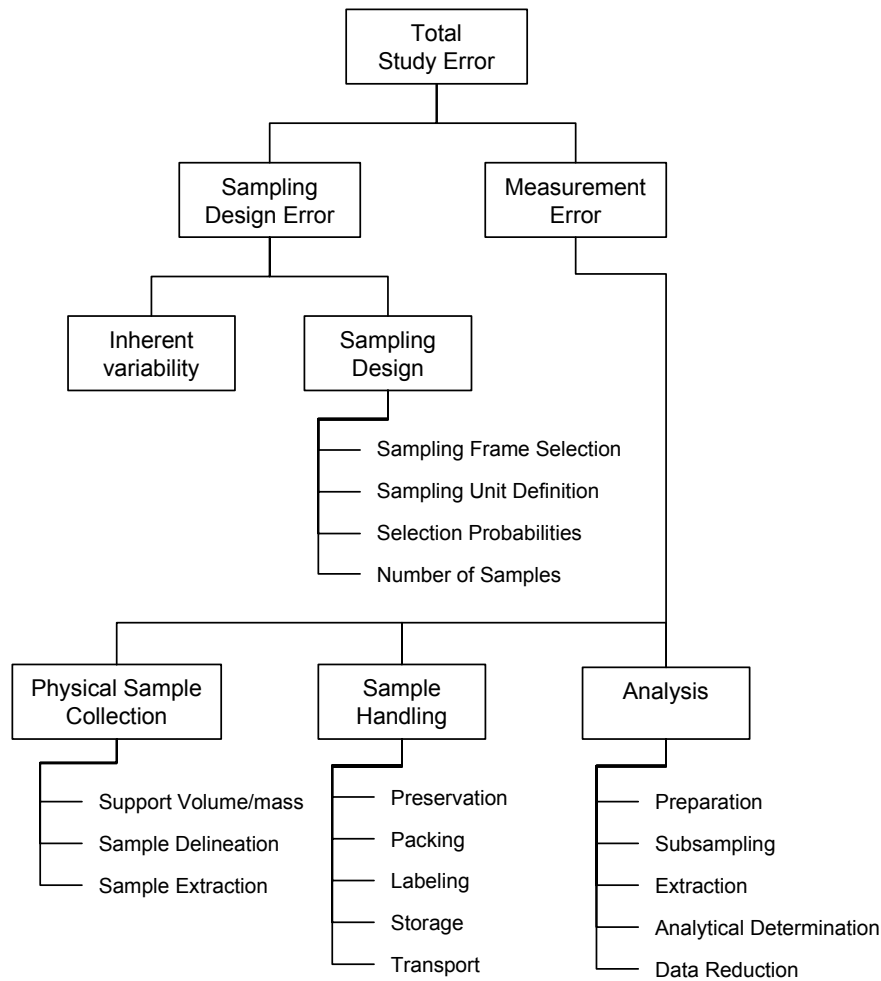 Total
Study Error
Sampling
Design Error
Measurement
Error
Inherent
variability
Sampling
Design
Sampling Frame Selection
Sampling Unit Definition
Selection Probabilities
Number of Samples
Physical Sample
Collection
Support Volume/mass
Sample Delineation
Sample Extraction
Sample
Handling
Preservation
Packing
Labeling
Storage
Transport
Analysis
Preparation
Subsampling
Extraction
Analytical Determination
Data Reduction